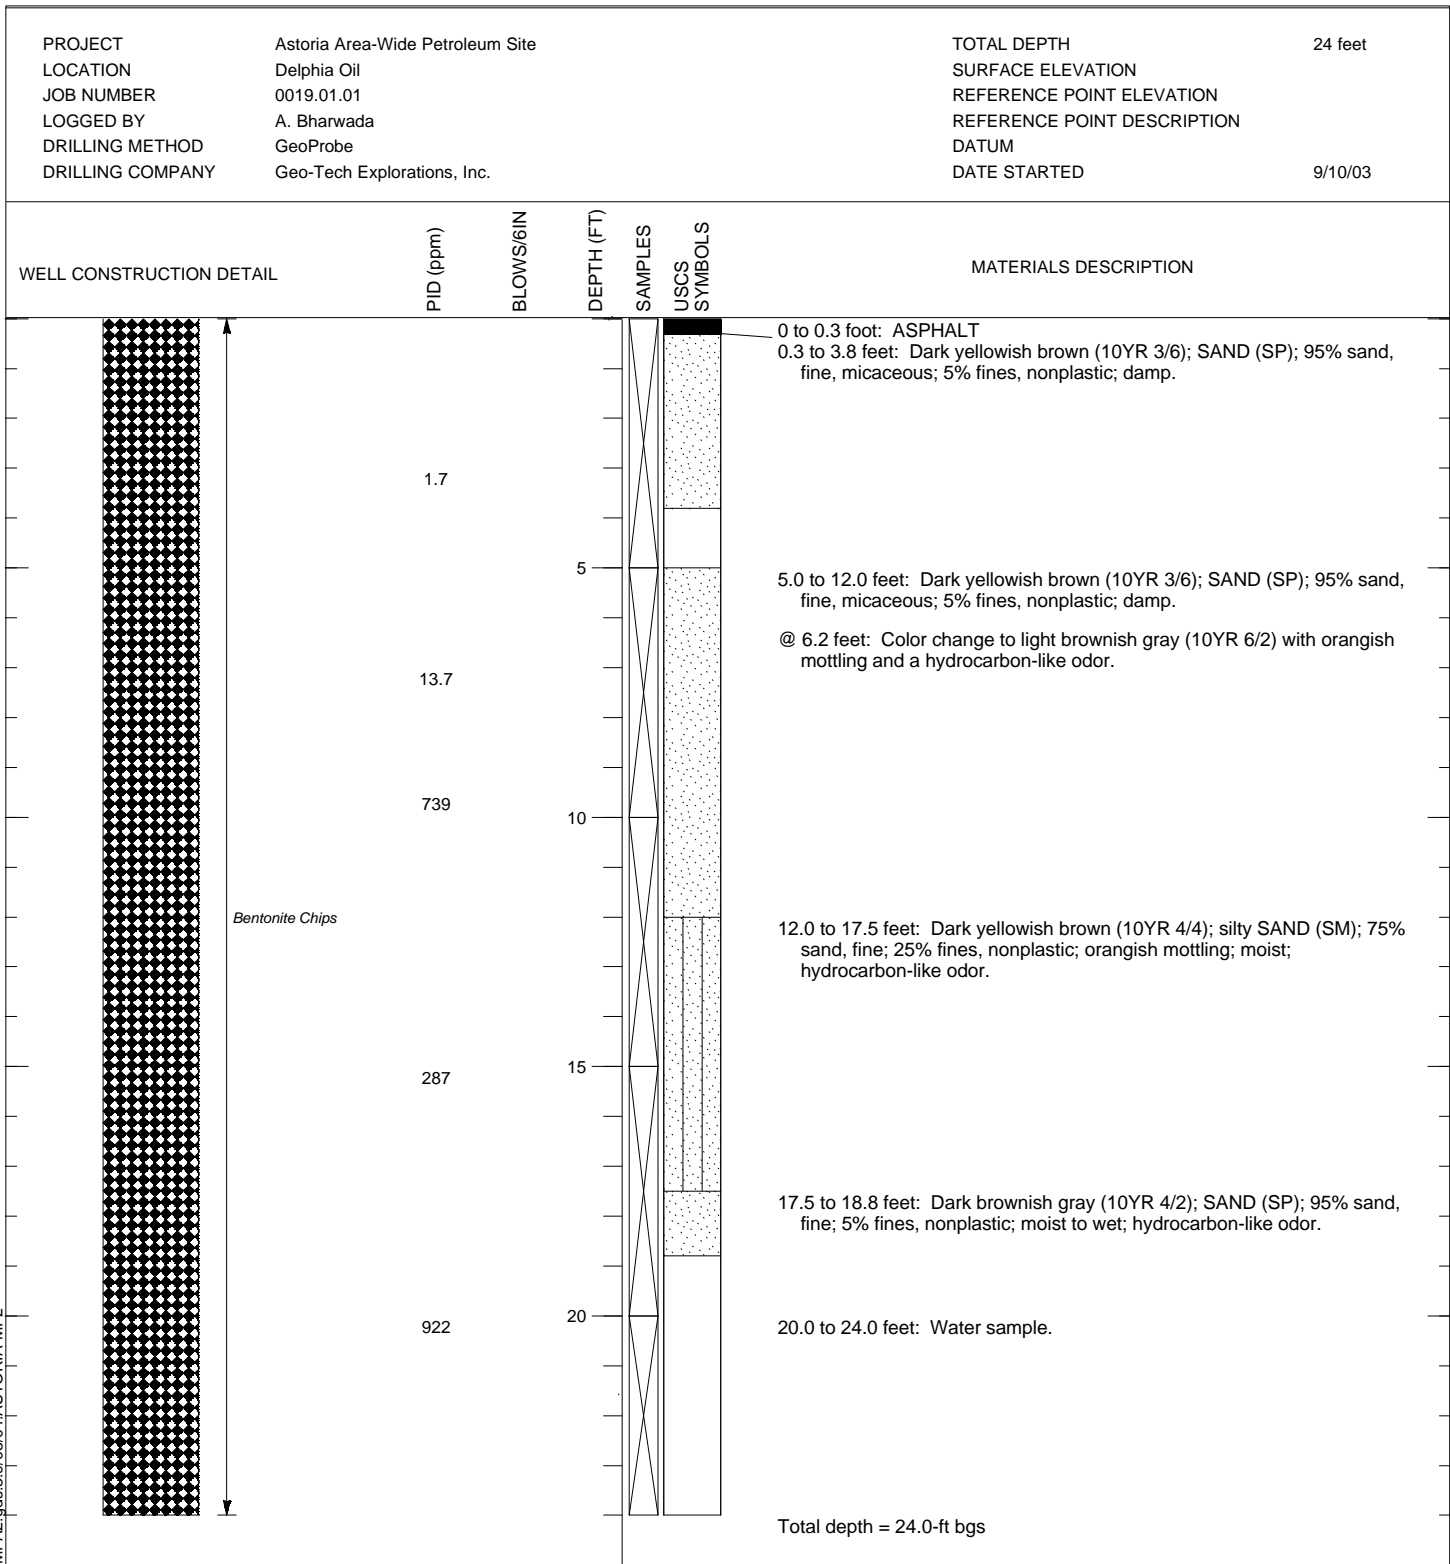 PROJECT Astoria Area-Wide Petroleum Site
LOCATION Delphia Oil
JOB NUMBER 0019.01.01
LOGGED BY A. Bharwada
DRILLING METHOD GeoProbe
DRILLING COMPANY Geo-Tech Explorations, Inc.
TOTAL DEPTH 24 feet
SURFACE ELEVATION
REFERENCE POINT ELEVATION
REFERENCE POINT DESCRIPTION
DATUM
DATE STARTED 9/10/03
WELL CONSTRUCTION DETAIL
PID (ppm)
BLOWS/6IN
DEPTH (FT)
SAMPLES
USCS
SYMBOLS
MATERIALS DESCRIPTION
0 to 0.3 foot: ASPHALT
0.3 to 3.8 feet: Dark yellowish brown (10YR 3/6); SAND (SP); 95% sand,
fine, micaceous; 5% fines, nonplastic; damp.
1.7
5
5.0 to 12.0 feet: Dark yellowish brown (10YR 3/6); SAND (SP); 95% sand,
fine, micaceous; 5% fines, nonplastic; damp.
@ 6.2 feet: Color change to light brownish gray (10YR 6/2) with orangish
mottling and a hydrocarbon-like odor.
13.7
739
10
Bentonite Chips
12.0 to 17.5 feet: Dark yellowish brown (10YR 4/4); silty SAND (SM); 75%
sand, fine; 25% fines, nonplastic; orangish mottling; moist;
hydrocarbon-like odor.
15
287
17.5 to 18.8 feet: Dark brownish gray (10YR 4/2); SAND (SP); 95% sand,
fine; 5% fines, nonplastic; moist to wet; hydrocarbon-like odor.
20
922
20.0 to 24.0 feet: Water sample.
Total depth = 24.0-ft bgs